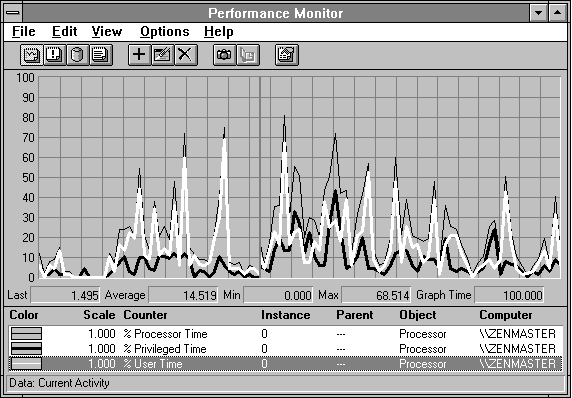 Performance Monitor
File Edit View Options Help
100
90
80
70
60
50
40
30
20
10
0
Last 1.495 Average 14.519 Min 0.000 Max 68.514 Graph Time 100.000
Color Scale Counter Instance Parent Object Computer
1.000 % Processor Time 0 --- Processor \\ZENMASTER
1.000 % Privileged Time 0 --- Processor \\ZENMASTER
1.000 % User Time 0 --- Processor \\ZENMASTER
Data: Current Activity